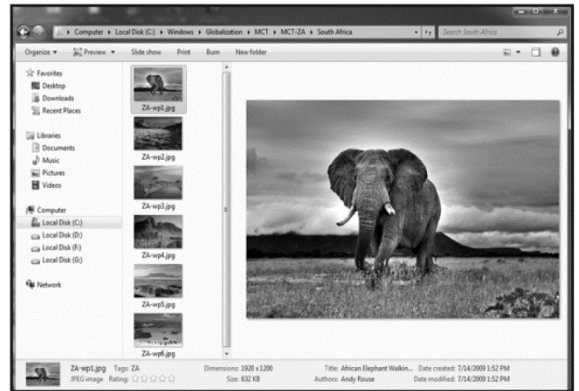 Computer ▸ Local Disk (C:) ▸ Windows ▸ Globalization ▸ MCT ▸ MCT-ZA ▸ South Africa
Search South Africa
Organize ▾ Preview ▾ Slide show Print Burn New folder
Favorites
Desktop
Downloads
Recent Places
Libraries
Documents
Music
Pictures
Videos
Computer
Local Disk (C:)
Local Disk (D:)
Local Disk (F:)
Local Disk (G:)
Network
ZA-wp1.jpg
ZA-wp2.jpg
ZA-wp3.jpg
ZA-wp4.jpg
ZA-wp5.jpg
ZA-wp6.jpg
ZA-wp1.jpg Tags: ZA Dimensions: 1920 x 1200 Title: African Elephant Walkin... Date created: 7/14/2009 1:52 PM
JPEG image Rating: Size: 632 KB Authors: Andy Rouse Date modified: 7/14/2009 1:52 PM